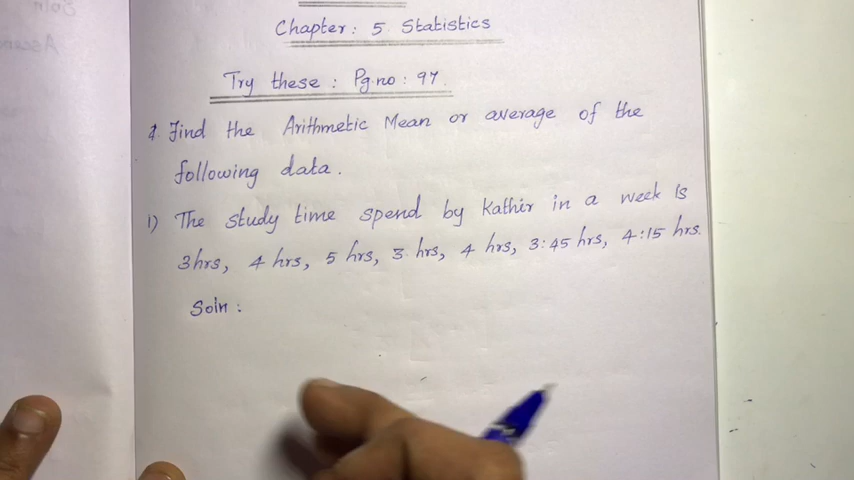 Chapter: 5 Statistics
Try these: Pg.no: 97.
1. Find the Arithmetic Mean or average of the
following data.
i) The study time spend by Kathir in a week is
3hrs, 4 hrs, 5 hrs, 3 hrs, 4 hrs, 3:45 hrs, 4:15 hrs.
Soln: